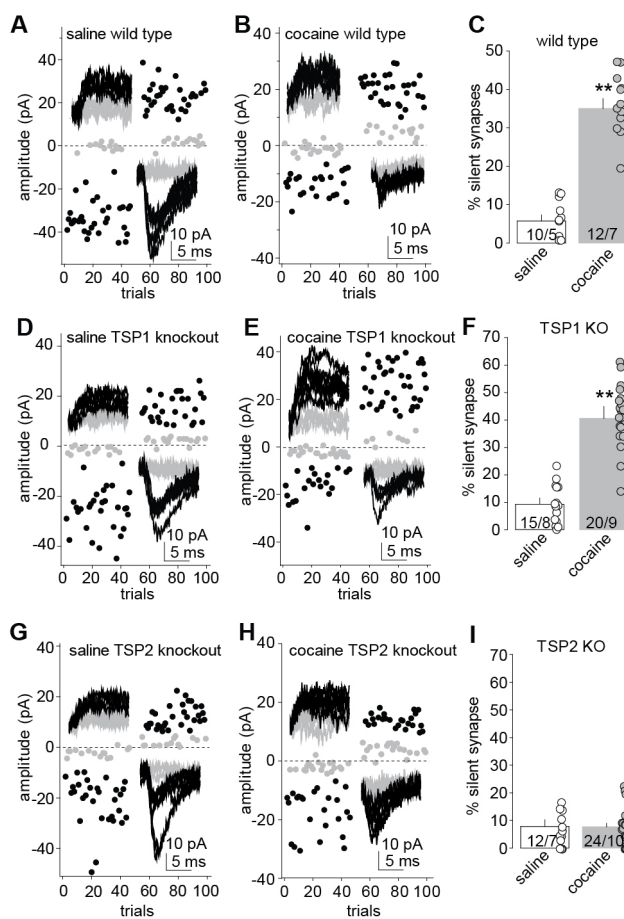 A
saline wild type
amplitude (pA)
40
20
0
-20
-40
10 pA
5 ms
0 20 40 60 80 100
trials
B
cocaine wild type
40
20
0
-20
-40
10 pA
5 ms
0 20 40 60 80 100
trials
C
wild type
% silent synapses
50
40
30
20
10
0
**
10/5
12/7
saline
cocaine
D
saline TSP1 knockout
amplitude (pA)
40
20
0
-20
-40
10 pA
5 ms
0 20 40 60 80 100
trials
E
cocaine TSP1 knockout
40
20
0
-20
-40
10 pA
5 ms
0 20 40 60 80 100
trials
F
TSP1 KO
% silent synapse
70
60
50
40
30
20
10
0
**
15/8
20/9
saline
cocaine
G
saline TSP2 knockout
amplitude (pA)
40
20
0
-20
-40
10 pA
5 ms
0 20 40 60 80 100
trials
H
cocaine TSP2 knockout
40
20
0
-20
-40
10 pA
5 ms
0 20 40 60 80 100
trials
I
TSP2 KO
% silent synapse
70
60
50
40
30
20
10
0
12/7
24/10
saline
cocaine